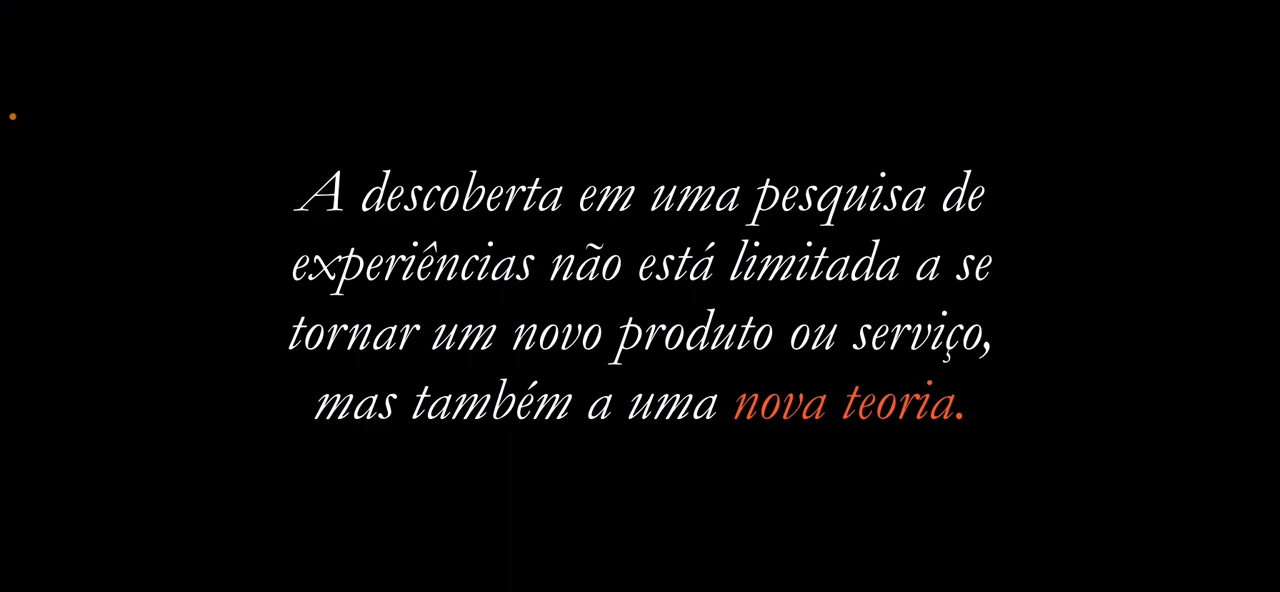 A descoberta em uma pesquisa de
experiências não está limitada a se
tornar um novo produto ou serviço,
mas também a uma nova teoria.